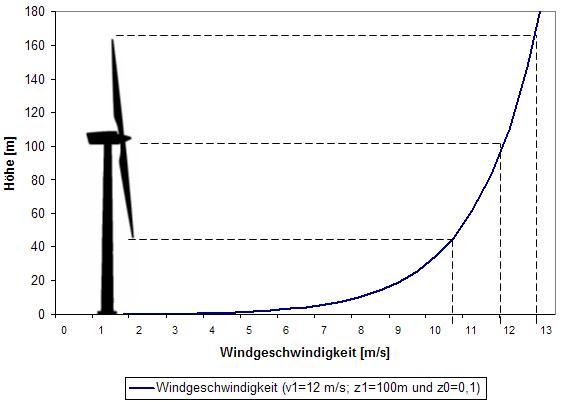 180
160
140
120
100
80
60
40
20
0
Höhe [m]
0 1 2 3 4 5 6 7 8 9 10 11 12 13
Windgeschwindigkeit [m/s]
Windgeschwindigkeit (v1=12 m/s; z1=100m und z0=0,1)